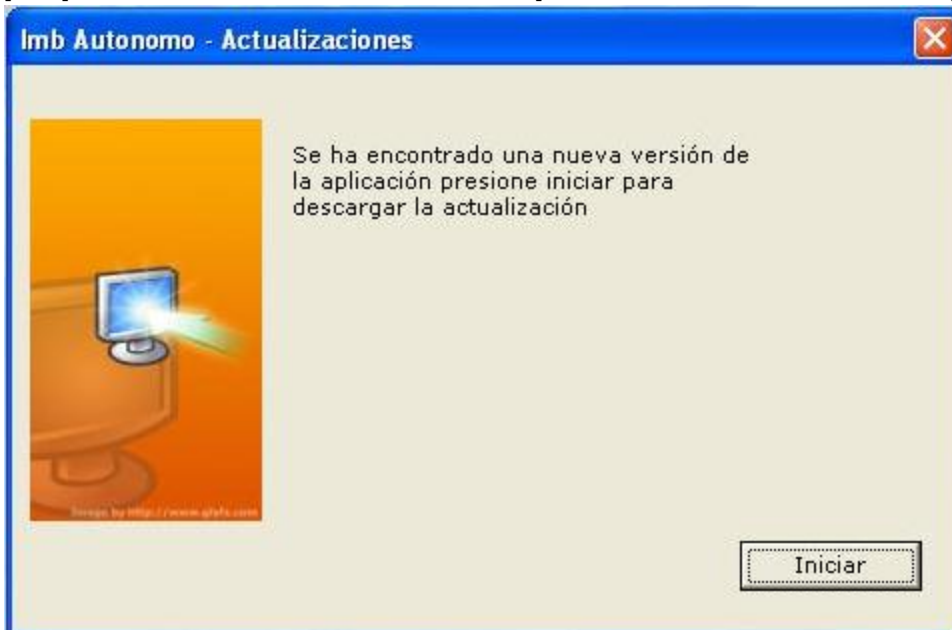 Imb Autonomo - Actualizaciones
Se ha encontrado una nueva versión de
la aplicación presione iniciar para
descargar la actualización
Iniciar